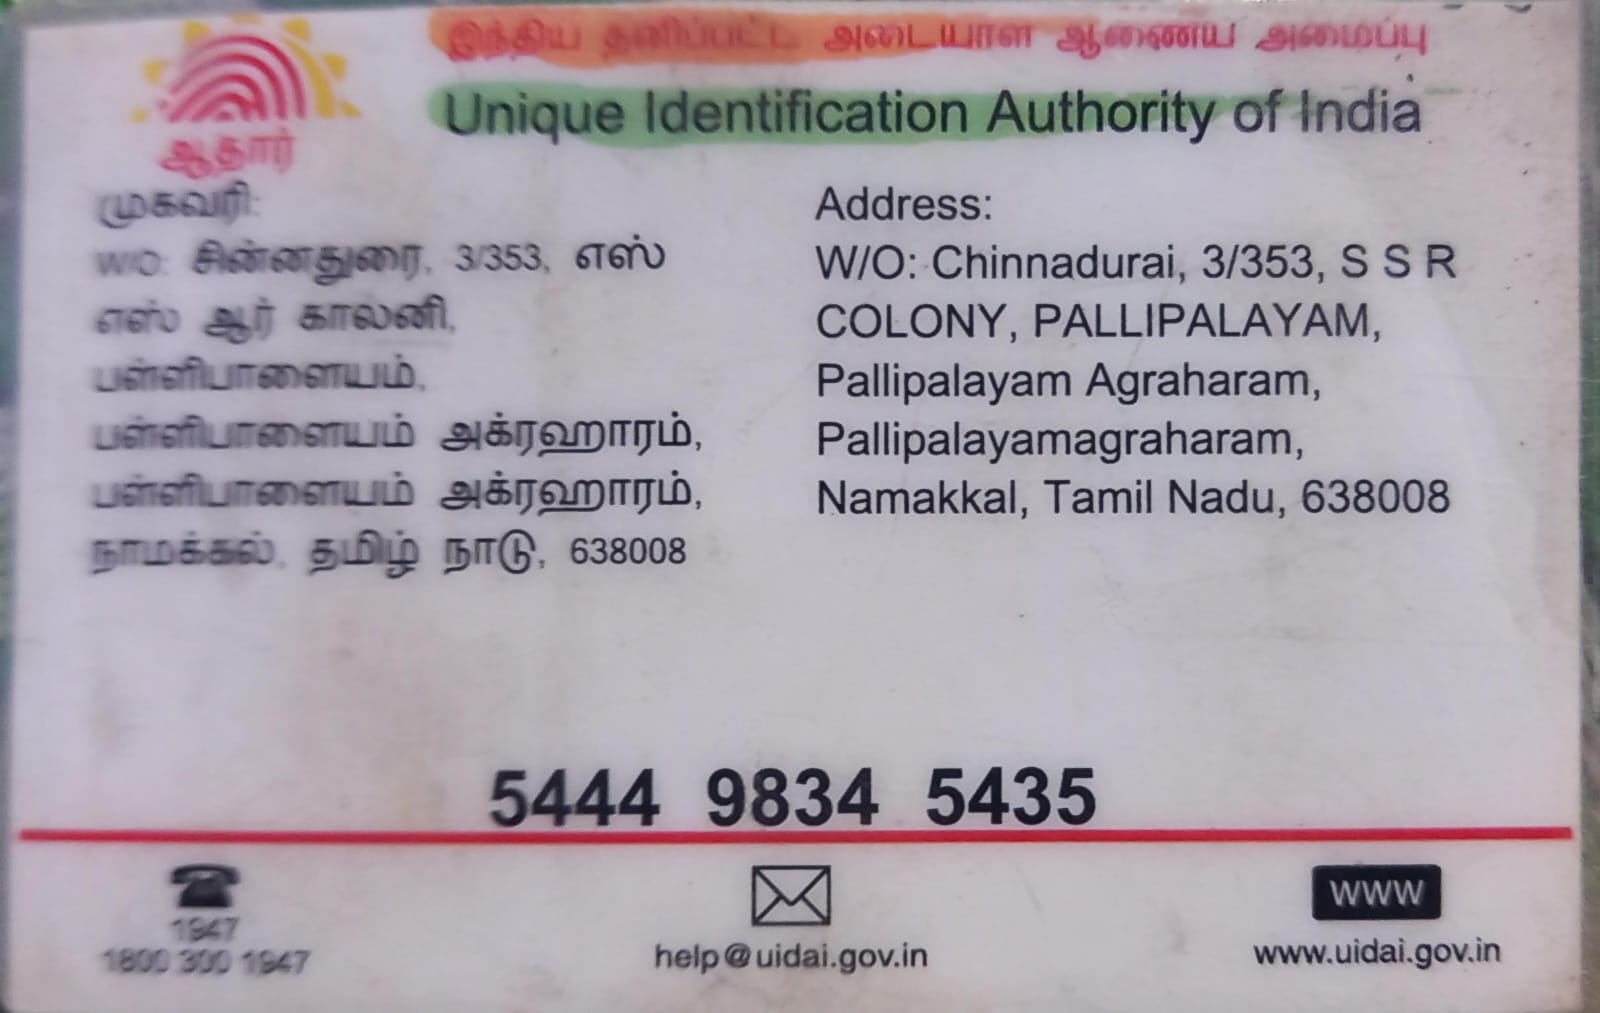 இந்திய தனிப்பட்ட அடையாள ஆணைய அமைப்பு
Unique Identification Authority of India
ஆதார்
முகவரி:
W/O: சின்னதுரை, 3/353, எஸ்
எஸ் ஆர் காலனி,
பள்ளிபாளையம்,
பள்ளிபாளையம் அக்ரஹாரம்,
பள்ளிபாளையம் அக்ரஹாரம்,
நாமக்கல், தமிழ் நாடு, 638008
Address:
W/O: Chinnadurai, 3/353, S S R
COLONY, PALLIPALAYAM,
Pallipalayam Agraharam,
Pallipalayamagraharam,
Namakkal, Tamil Nadu, 638008
5444 9834 5435
1947
1800 300 1947
help@uidai.gov.in
WWW
www.uidai.gov.in